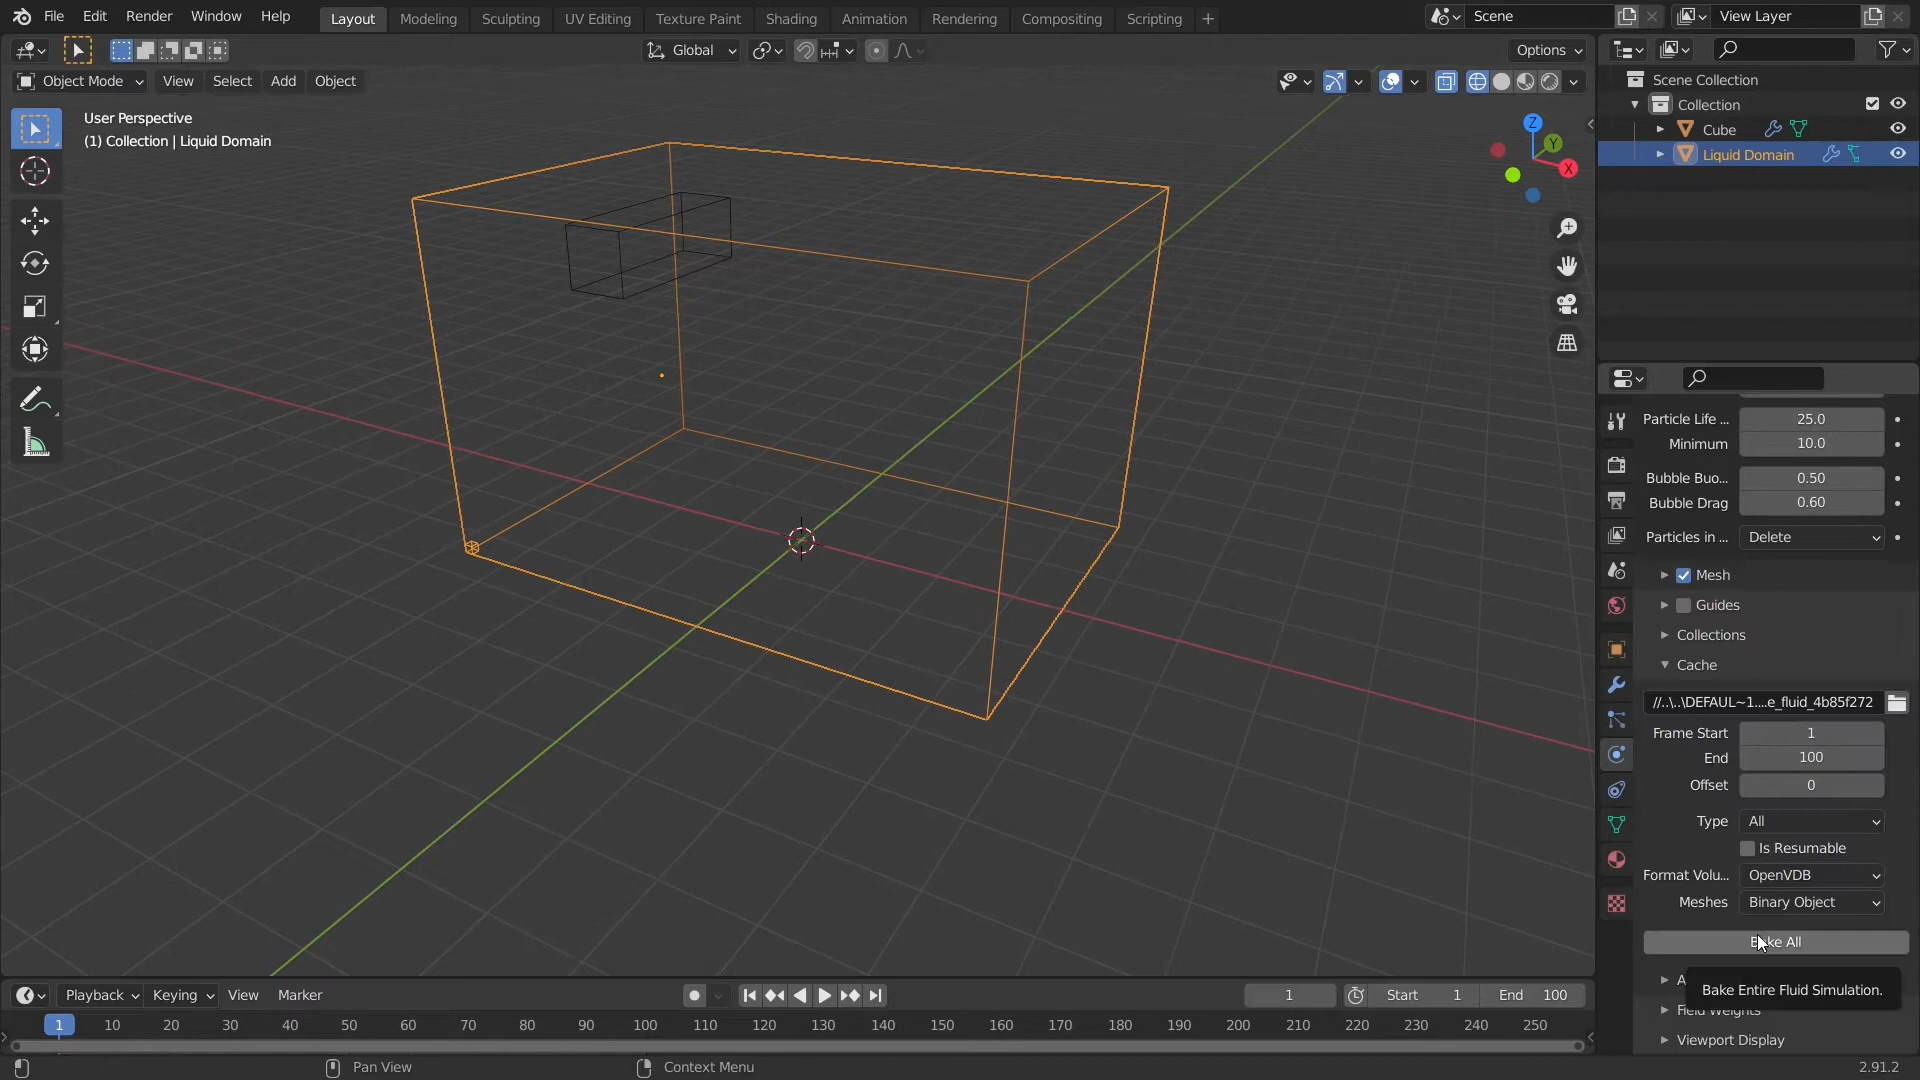 File Edit Render Window Help Layout Modeling Sculpting UV Editing Texture Paint Shading Animation Rendering Compositing Scripting + Scene View Layer
Global Options
Object Mode View Select Add Object
User Perspective
(1) Collection | Liquid Domain
Z
Y
X
Scene Collection
Collection
Cube
Liquid Domain
Particle Life ... 25.0
Minimum 10.0
Bubble Buo... 0.50
Bubble Drag 0.60
Particles in ... Delete
Mesh
Guides
Collections
Cache
//..\..\DEFAUL~1....e_fluid_4b85f272
Frame Start 1
End 100
Offset 0
Type All
Is Resumable
Format Volu... OpenVDB
Meshes Binary Object
All
Bake Entire Fluid Simulation.
Field Weights
Viewport Display
Playback Keying View Marker 1 Start 1 End 100
1 10 20 30 40 50 60 70 80 90 100 110 120 130 140 150 160 170 180 190 200 210 220 230 240 250
Pan View Context Menu 2.91.2